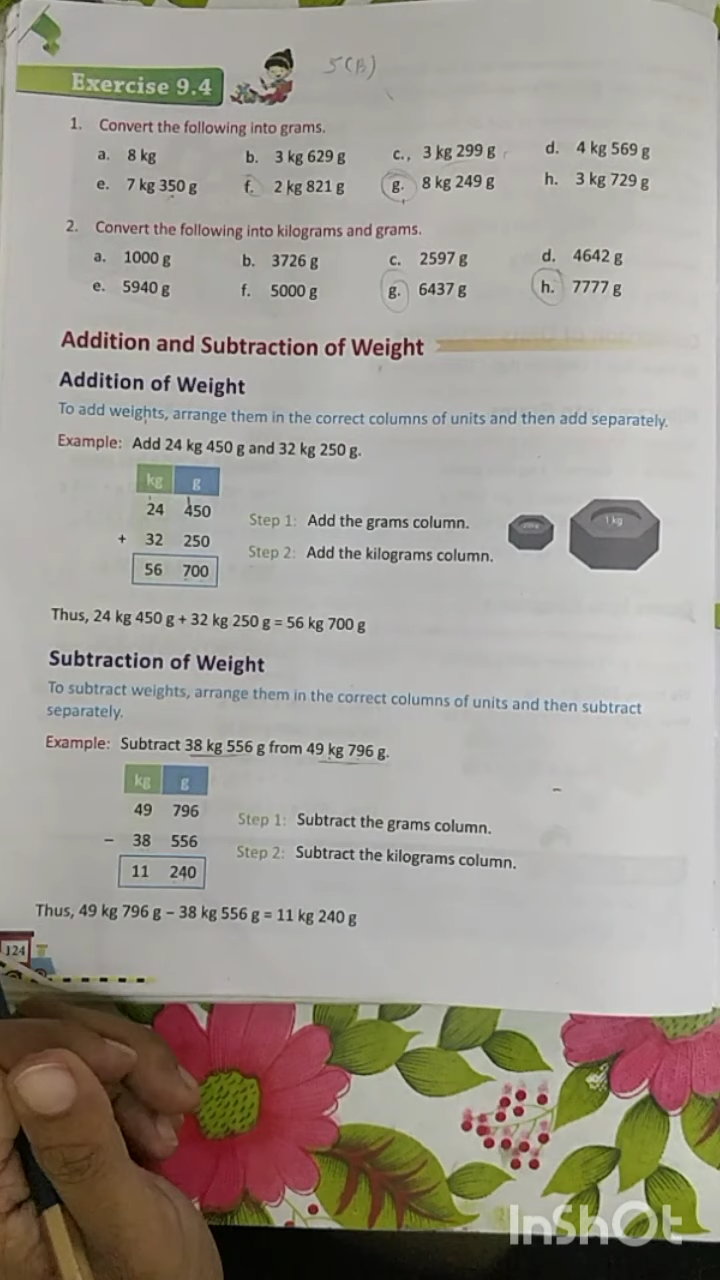 5(B)
Exercise 9.4
1. Convert the following into grams.
a. 8 kg b. 3 kg 629 g c., 3 kg 299 g d. 4 kg 569 g
e. 7 kg 350 g f. 2 kg 821 g g. 8 kg 249 g h. 3 kg 729 g
2. Convert the following into kilograms and grams.
a. 1000 g b. 3726 g c. 2597 g d. 4642 g
e. 5940 g f. 5000 g g. 6437 g h. 7777 g
Addition and Subtraction of Weight
Addition of Weight
To add weights, arrange them in the correct columns of units and then add separately.
Example: Add 24 kg 450 g and 32 kg 250 g.
kg g
24 450
+ 32 250
56 700
Step 1: Add the grams column.
Step 2: Add the kilograms column.
1 kg
Thus, 24 kg 450 g + 32 kg 250 g = 56 kg 700 g
Subtraction of Weight
To subtract weights, arrange them in the correct columns of units and then subtract
separately.
Example: Subtract 38 kg 556 g from 49 kg 796 g.
kg g
49 796
– 38 556
11 240
Step 1: Subtract the grams column.
Step 2: Subtract the kilograms column.
Thus, 49 kg 796 g – 38 kg 556 g = 11 kg 240 g
124
InShOt